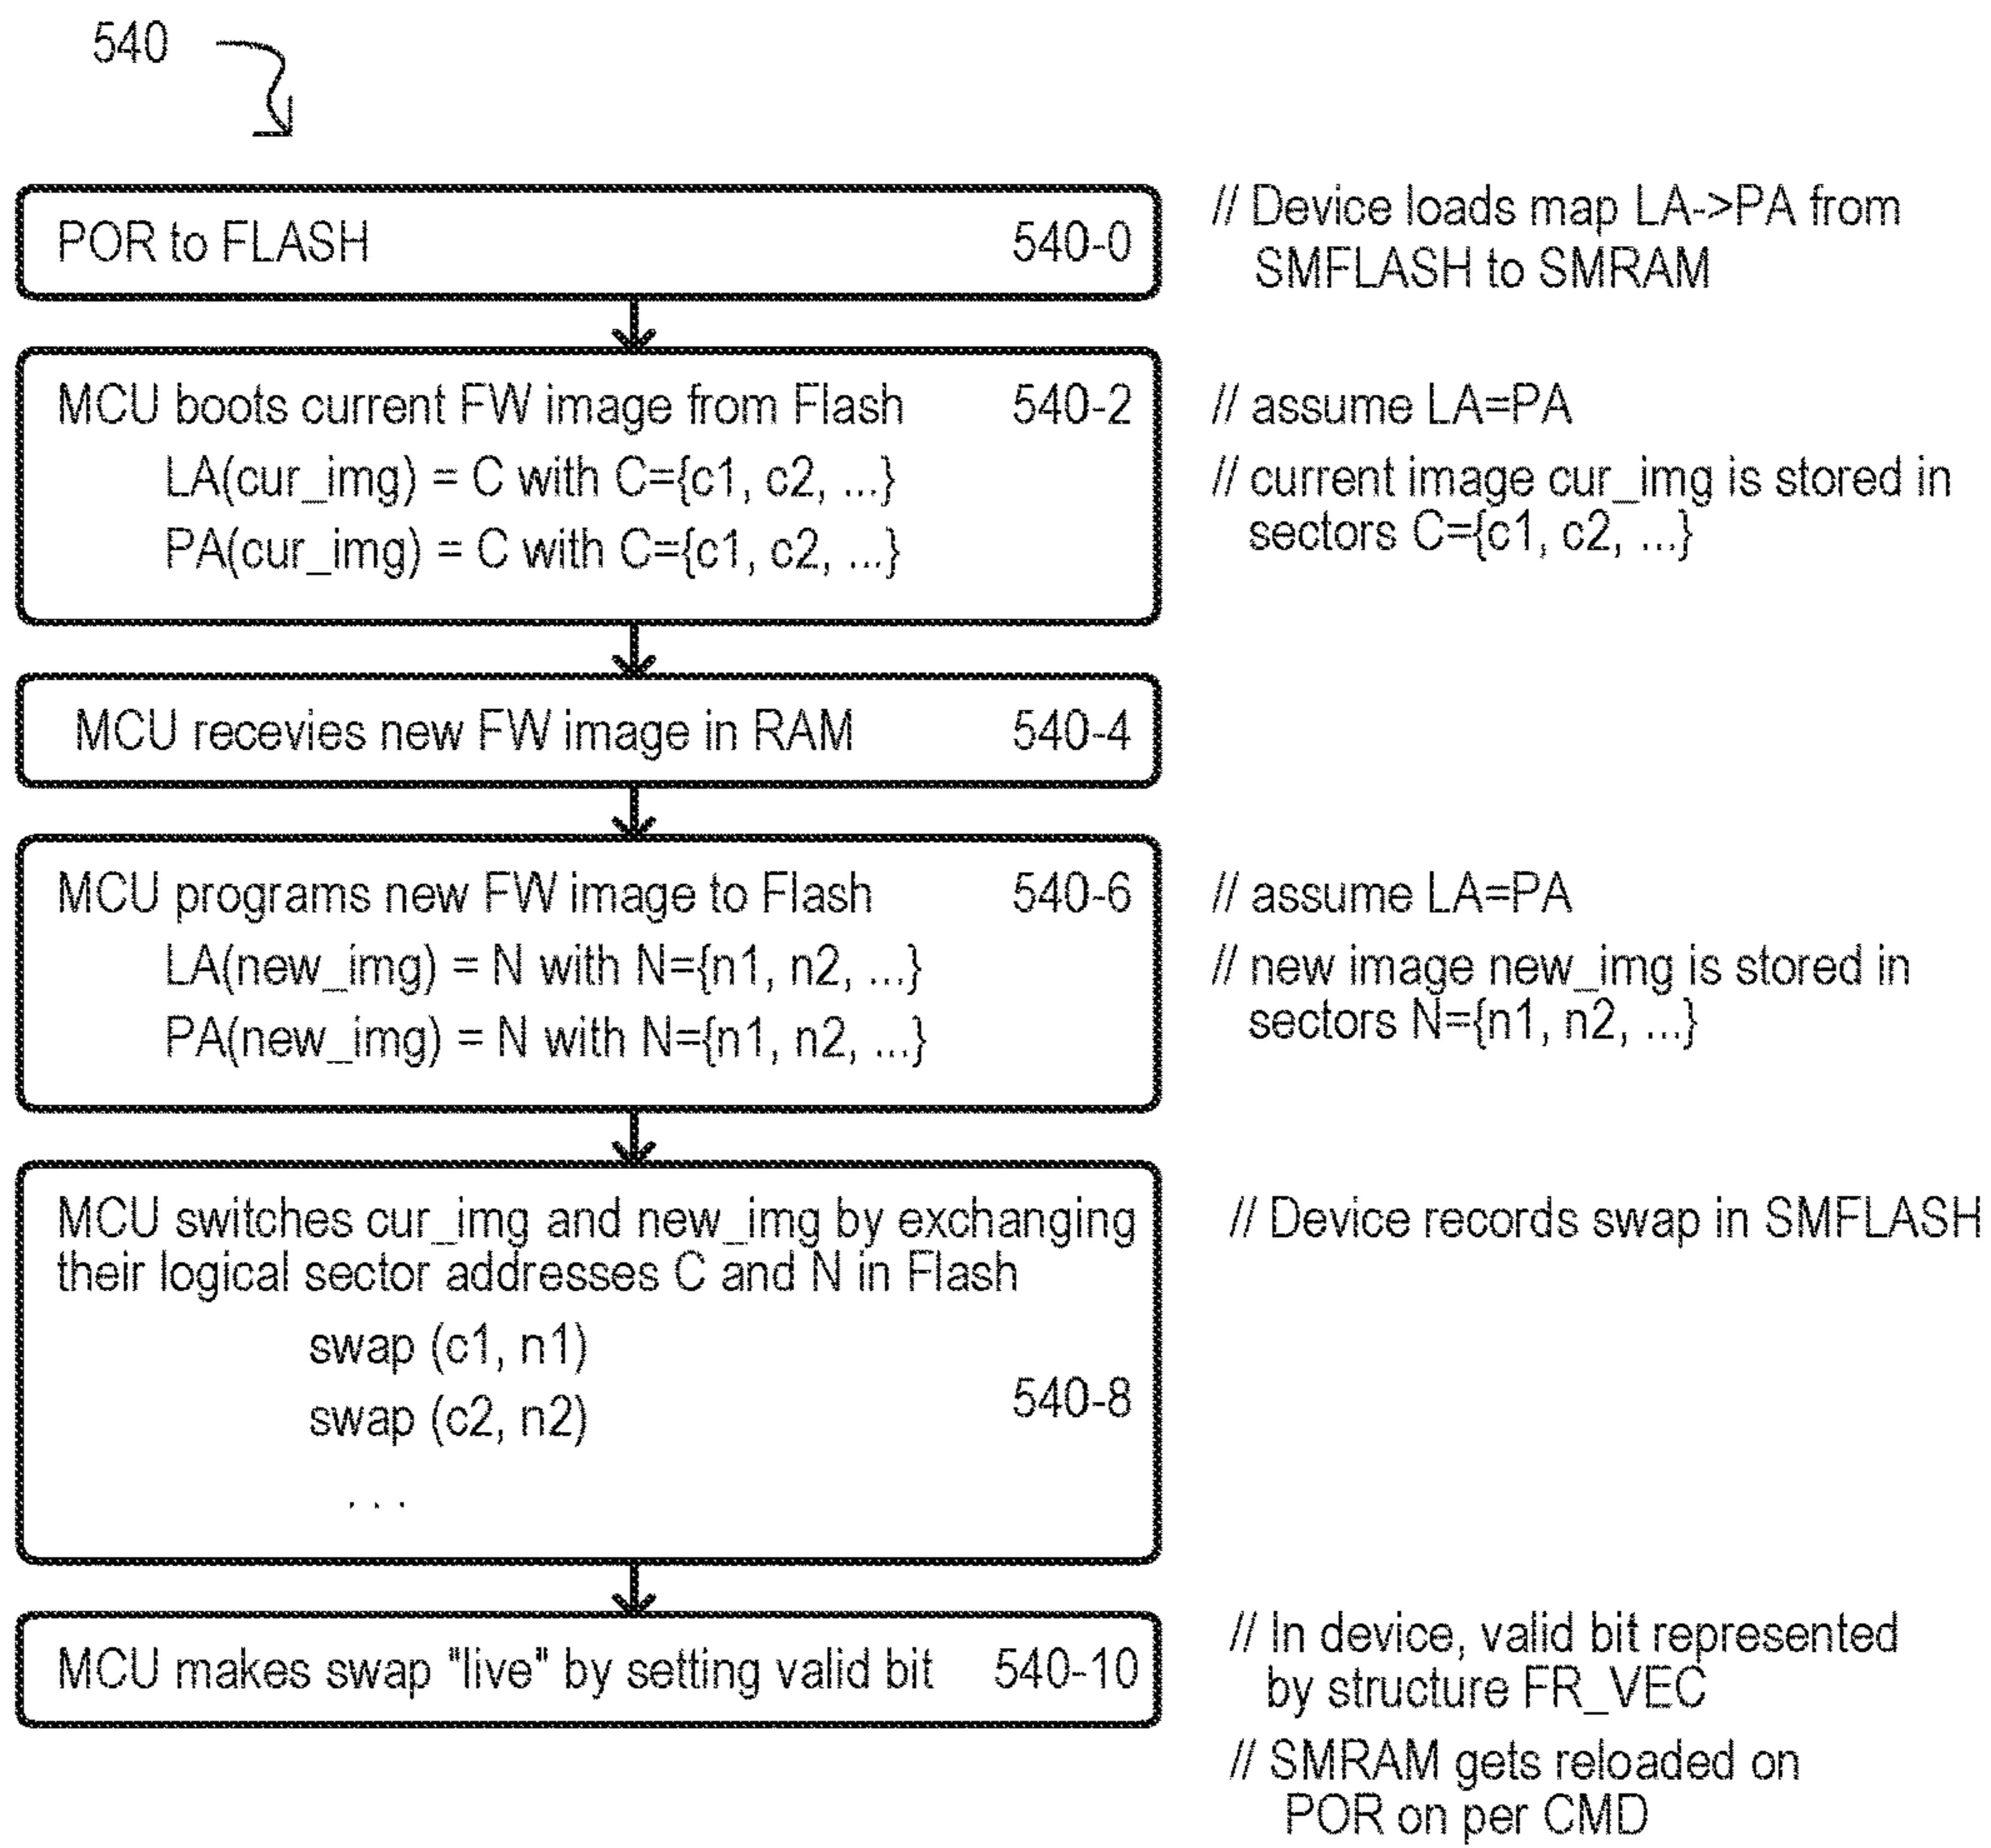 540
POR to FLASH 540-0
// Device loads map LA->PA from
SMFLASH to SMRAM
MCU boots current FW image from Flash 540-2
LA(cur_img) = C with C={c1, c2, ...}
PA(cur_img) = C with C={c1, c2, ...}
// assume LA=PA
// current image cur_img is stored in
sectors C={c1, c2, ...}
MCU recevies new FW image in RAM 540-4
MCU programs new FW image to Flash 540-6
LA(new_img) = N with N={n1, n2, ...}
PA(new_img) = N with N={n1, n2, ...}
// assume LA=PA
// new image new_img is stored in
sectors N={n1, n2, ...}
MCU switches cur_img and new_img by exchanging
their logical sector addresses C and N in Flash
swap (c1, n1)
swap (c2, n2)
540-8
. . .
// Device records swap in SMFLASH
MCU makes swap "live" by setting valid bit 540-10
// In device, valid bit represented
by structure FR_VEC
// SMRAM gets reloaded on
POR on per CMD